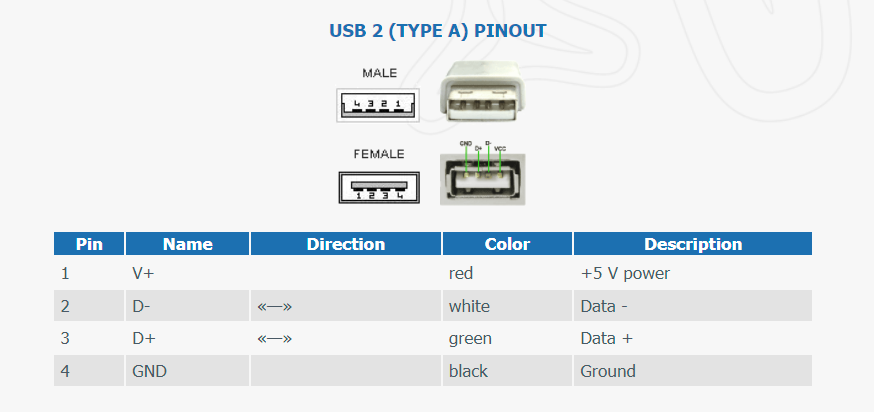 USB 2 (TYPE A) PINOUT
MALE
4 3 2 1
FEMALE
GND D+ D- VCC
1 2 3 4
Pin Name Direction Color Description
1 V+ red +5 V power
2 D- «—» white Data -
3 D+ «—» green Data +
4 GND black Ground